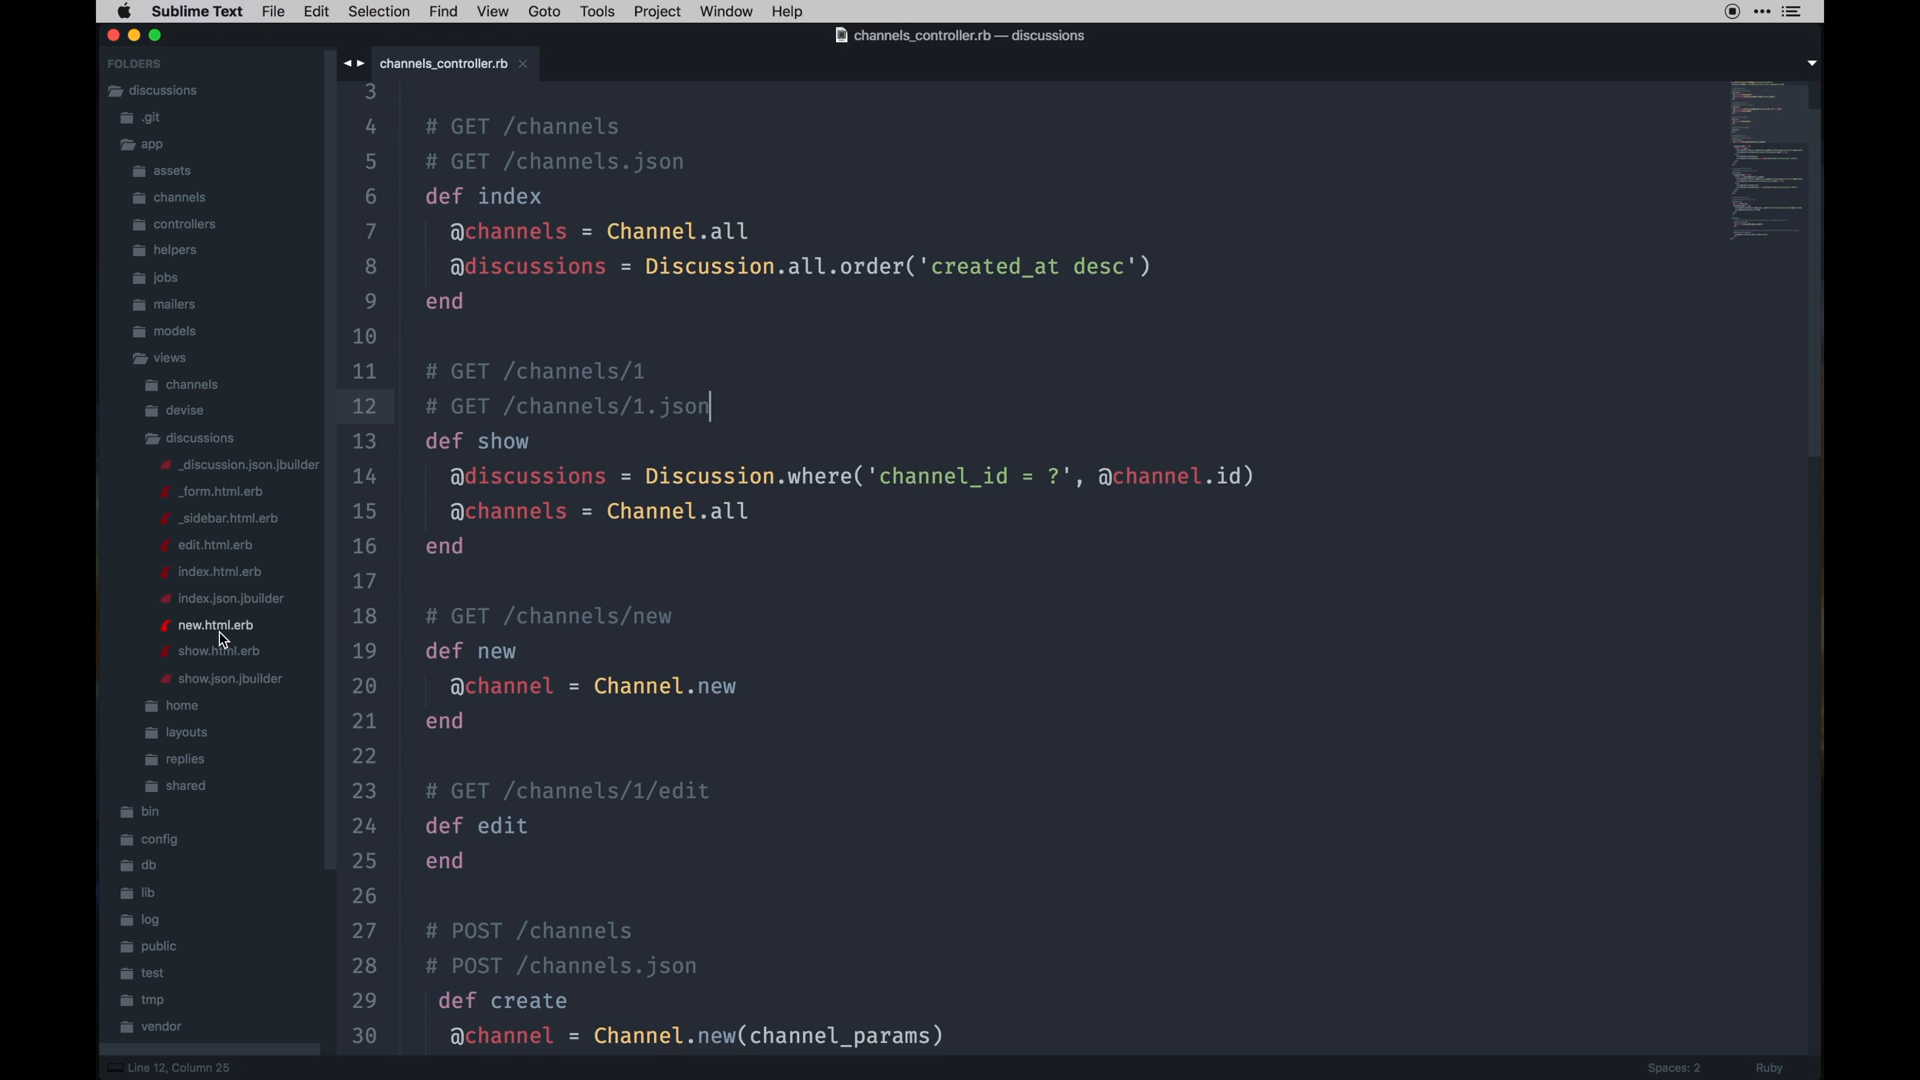 Sublime Text File Edit Selection Find View Goto Tools Project Window Help
channels_controller.rb — discussions
FOLDERS
discussions
.git
app
assets
channels
controllers
helpers
jobs
mailers
models
views
channels
devise
discussions
_discussion.json.jbuilder
_form.html.erb
_sidebar.html.erb
edit.html.erb
index.html.erb
index.json.jbuilder
new.html.erb
show.html.erb
show.json.jbuilder
home
layouts
replies
shared
bin
config
db
lib
log
public
test
tmp
vendor
channels_controller.rb ×
3
4 # GET /channels
5 # GET /channels.json
6 def index
7 @channels = Channel.all
8 @discussions = Discussion.all.order('created_at desc')
9 end
10
11 # GET /channels/1
12 # GET /channels/1.json
13 def show
14 @discussions = Discussion.where('channel_id = ?', @channel.id)
15 @channels = Channel.all
16 end
17
18 # GET /channels/new
19 def new
20 @channel = Channel.new
21 end
22
23 # GET /channels/1/edit
24 def edit
25 end
26
27 # POST /channels
28 # POST /channels.json
29 def create
30 @channel = Channel.new(channel_params)
Line 12, Column 25 Spaces: 2 Ruby